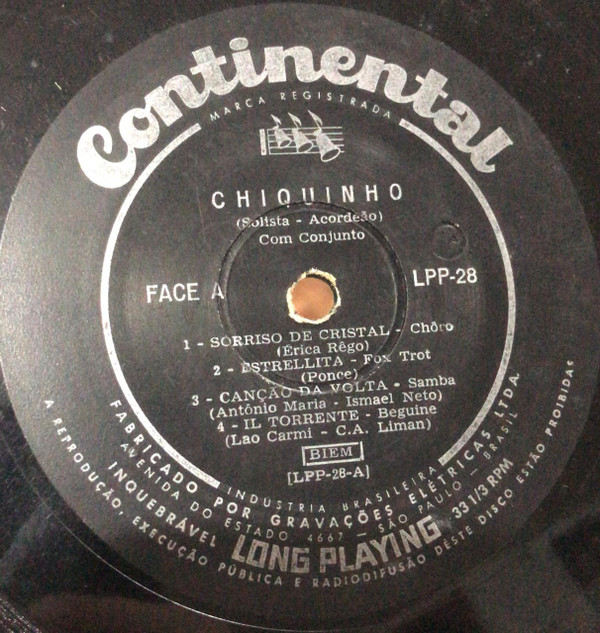 Continental
MARCA REGISTRADA
CHIQUINHO
(Solista - Acordeão)
Com Conjunto
FACE A
LPP-28
1 - SORRISO DE CRISTAL - Chôro
(Érica Rêgo)
2 - ESTRELLITA - Fox Trot
(Ponce)
3 - CANÇÃO DA VOLTA - Samba
(Antônio Maria - Ismael Neto)
4 - IL TORRENTE - Beguine
(Lao Carmi - C.A. Liman)
BIEM
[LPP-28-A]
INDÚSTRIA BRASILEIRA
FABRICADO POR GRAVAÇÕES ELÉTRICAS LTDA.
AVENIDA DO ESTADO 4667 - SÃO PAULO - BRASIL
INQUEBRÁVEL LONG PLAYING 33 1/3 RPM
A REPRODUÇÃO, EXECUÇÃO PÚBLICA E RADIODIFUSÃO DÊSTE DISCO ESTÃO PROIBIDAS